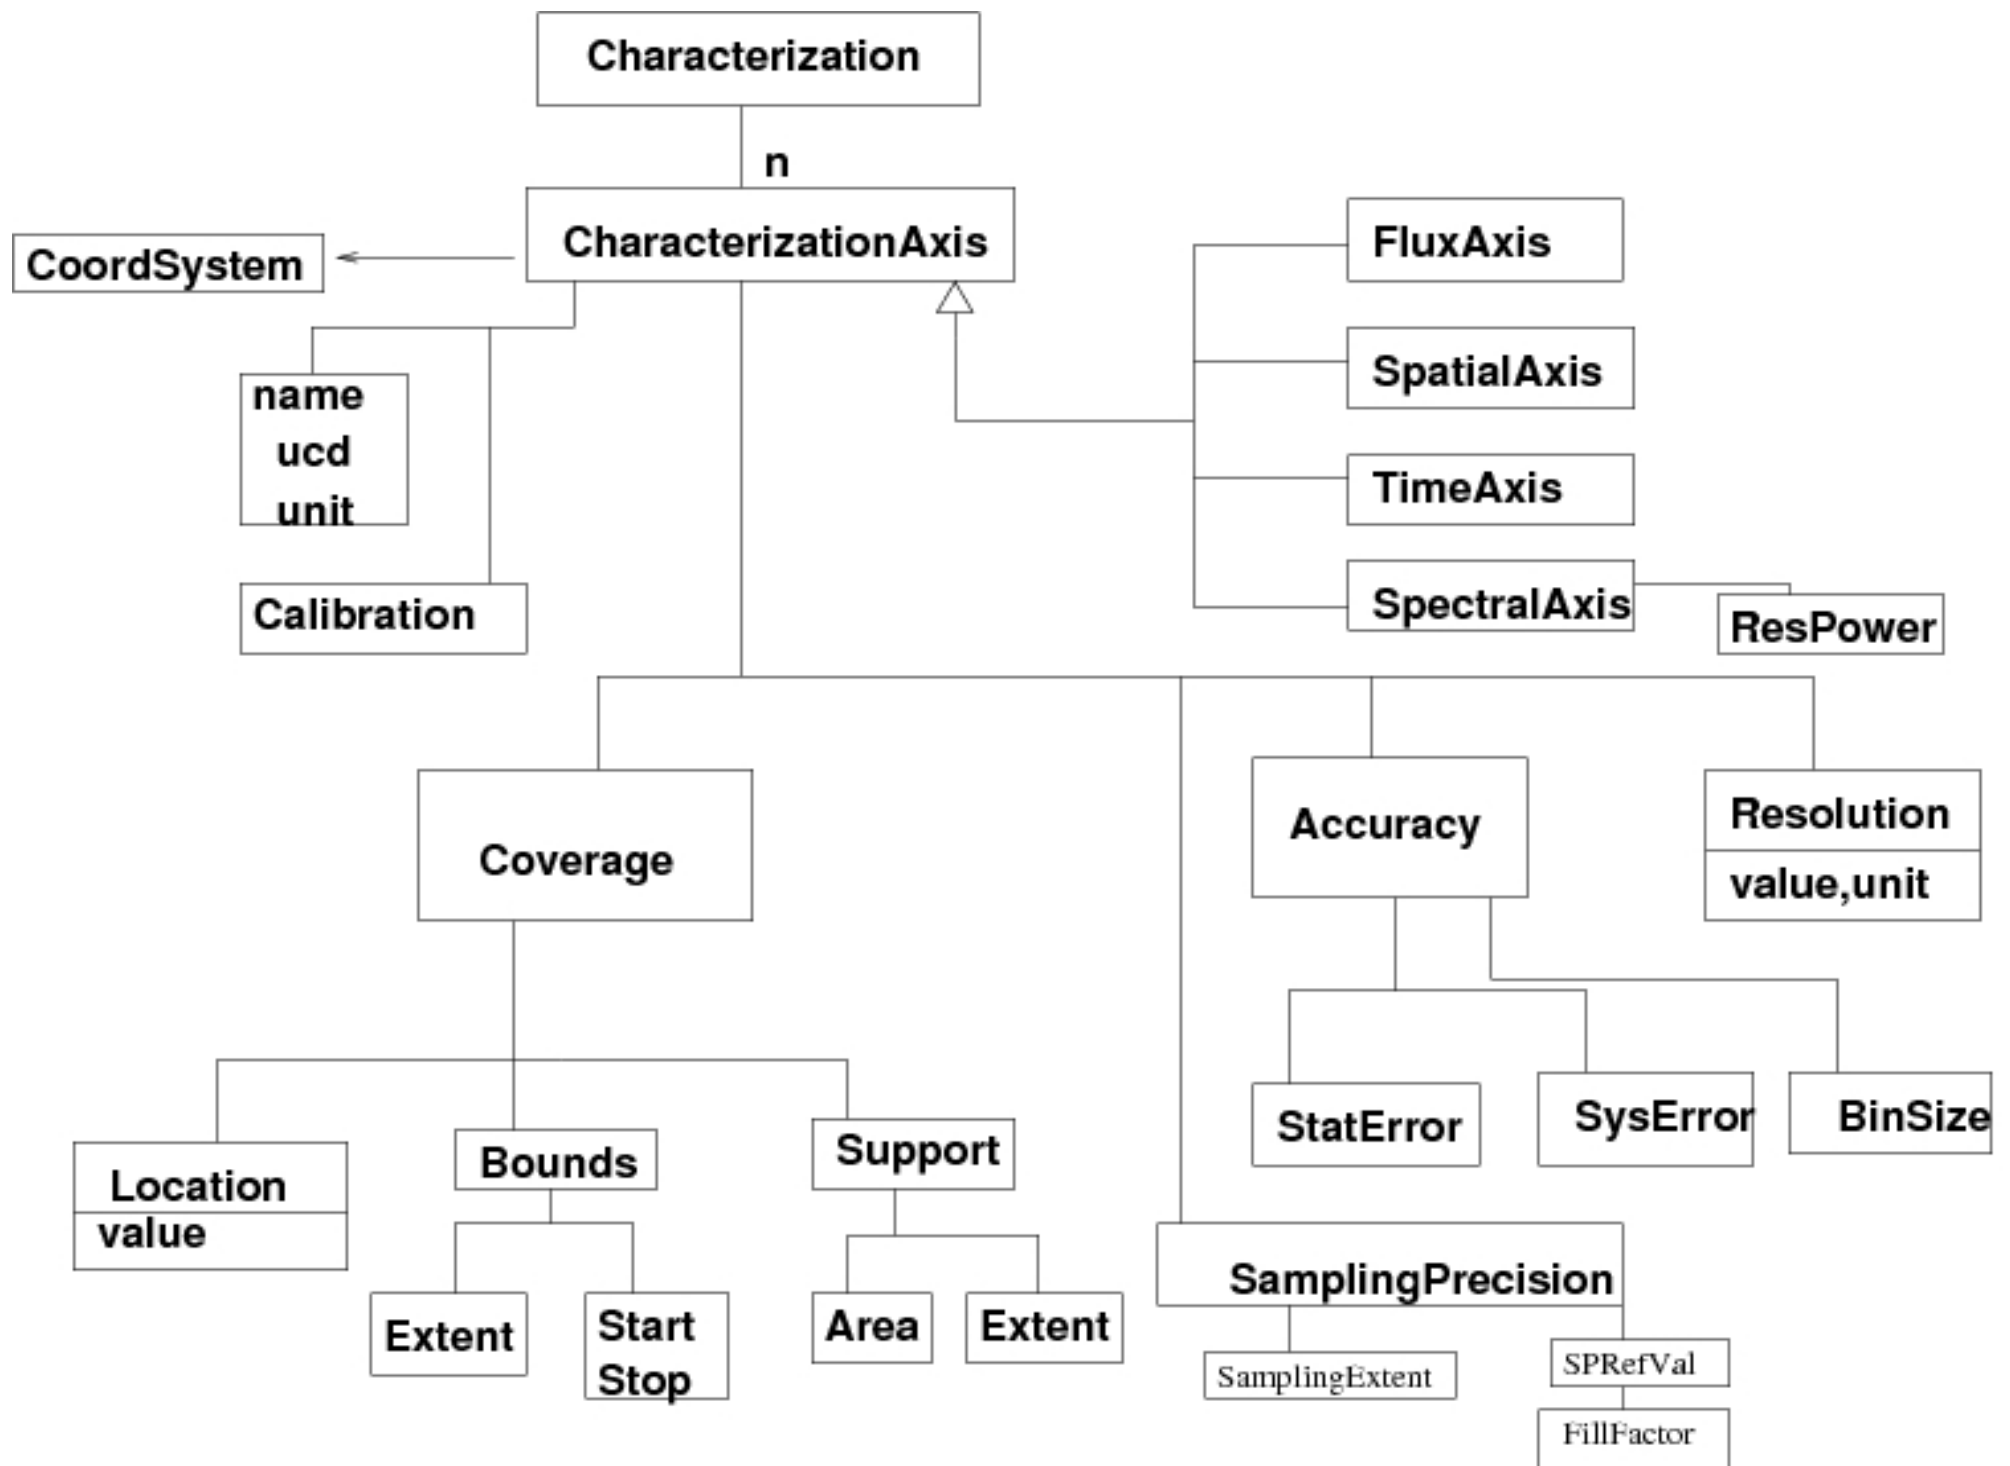 Characterization
n
CharacterizationAxis
CoordSystem
FluxAxis
SpatialAxis
name
ucd
unit
TimeAxis
SpectralAxis
Calibration
ResPower
Coverage
Accuracy
Resolution
value,unit
StatError
SysError
BinSize
Location
value
Bounds
Support
Extent
Start
Stop
Area
Extent
SamplingPrecision
SamplingExtent
SPRefVal
FillFactor